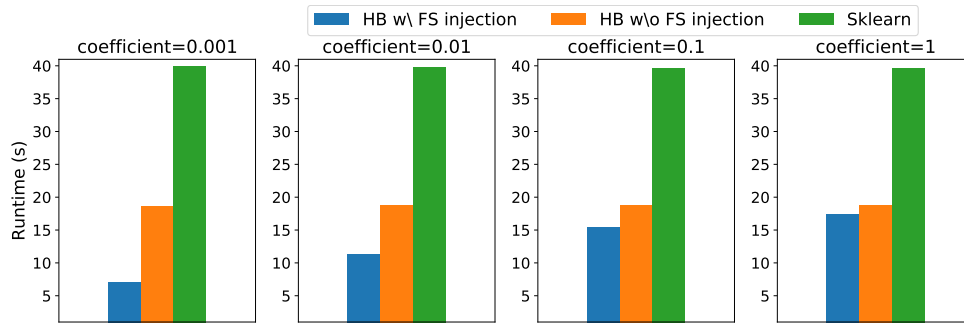 HB w\ FS injection HB w\o FS injection Sklearn
coefficient=0.001 coefficient=0.01 coefficient=0.1 coefficient=1
Runtime (s)
40 40 40 40
35 35 35 35
30 30 30 30
25 25 25 25
20 20 20 20
15 15 15 15
10 10 10 10
5 5 5 5